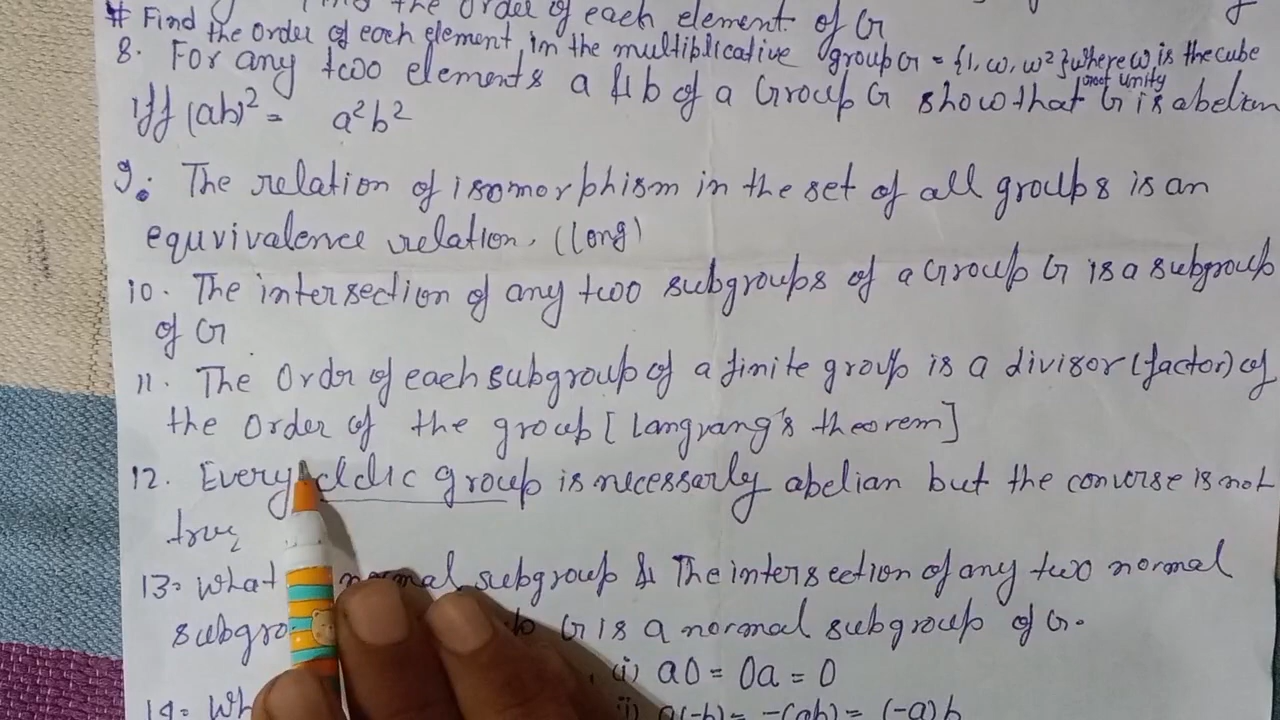 the Order of each element of G
# Find the order of each element, in the multiplicative group G = {1, ω, ω²} where ω is the cube
root unity
8. For any two elements a & b of a Group G show that G is abelian
iff (ab)² = a²b²
9. The relation of isomorphism in the set of all groups is an
equvivalence relation. (long)
10. The intersection of any two subgroups of a Group G is a subgroup
of G
11. The Order of each subgroup of a finite group is a divisor (factor) of
the order of the group [Langrang's theorem]
12. Every group is necessarly abelian but the converse is not
true
13. What normal subgroup & The intersection of any two normal
subgro G is a normal subgroup of G.
(i) a0 = 0a = 0
14. Wh (ii) a(-b) = -(ab) = (-a)b